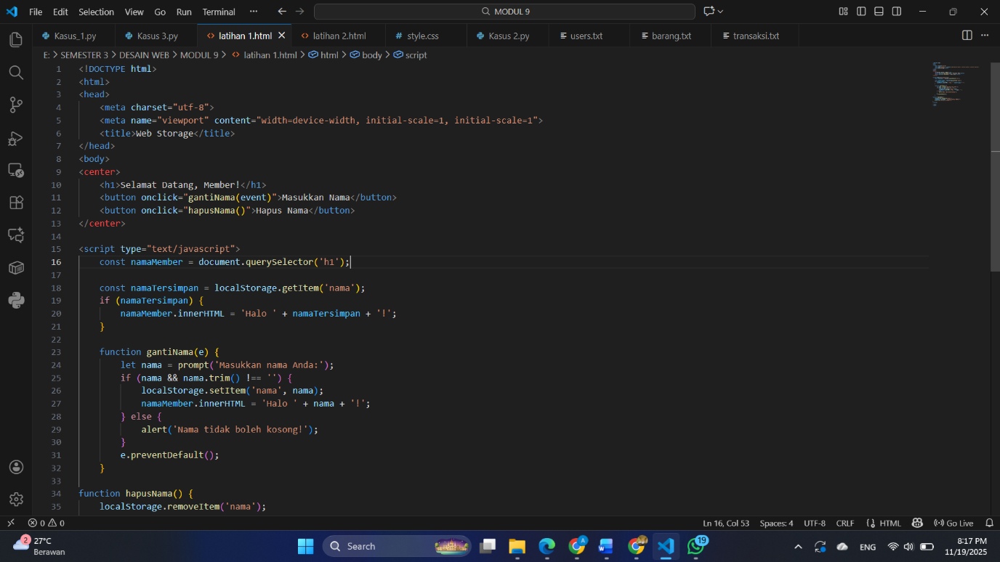 File Edit Selection View Go Run Terminal ··· MODUL 9
Kasus_1.py Kasus 3.py latihan 1.html latihan 2.html style.css Kasus 2.py users.txt barang.txt transaksi.txt
E: > SEMESTER 3 > DESAIN WEB > MODUL 9 > latihan 1.html > html > body > script
1 <!DOCTYPE html>
2 <html>
3 <head>
4 <meta charset="utf-8">
5 <meta name="viewport" content="width=device-width, initial-scale=1, initial-scale=1">
6 <title>Web Storage</title>
7 </head>
8 <body>
9 <center>
10 <h1>Selamat Datang, Member!</h1>
11 <button onclick="gantiNama(event)">Masukkan Nama</button>
12 <button onclick="hapusNama()">Hapus Nama</button>
13 </center>
14
15 <script type="text/javascript">
16 const namaMember = document.querySelector('h1');
17
18 const namaTersimpan = localStorage.getItem('nama');
19 if (namaTersimpan) {
20 namaMember.innerHTML = 'Halo ' + namaTersimpan + '!';
21 }
22
23 function gantiNama(e) {
24 let nama = prompt('Masukkan nama Anda:');
25 if (nama && nama.trim() !== '') {
26 localStorage.setItem('nama', nama);
27 namaMember.innerHTML = 'Halo ' + nama + '!';
28 } else {
29 alert('Nama tidak boleh kosong!');
30 }
31 e.preventDefault();
32 }
33
34 function hapusNama() {
35 localStorage.removeItem('nama');
0 0 Ln 16, Col 53 Spaces: 4 UTF-8 CRLF HTML Go Live
2 27°C
Berawan
Search
19
ENG
8:17 PM
11/19/2025